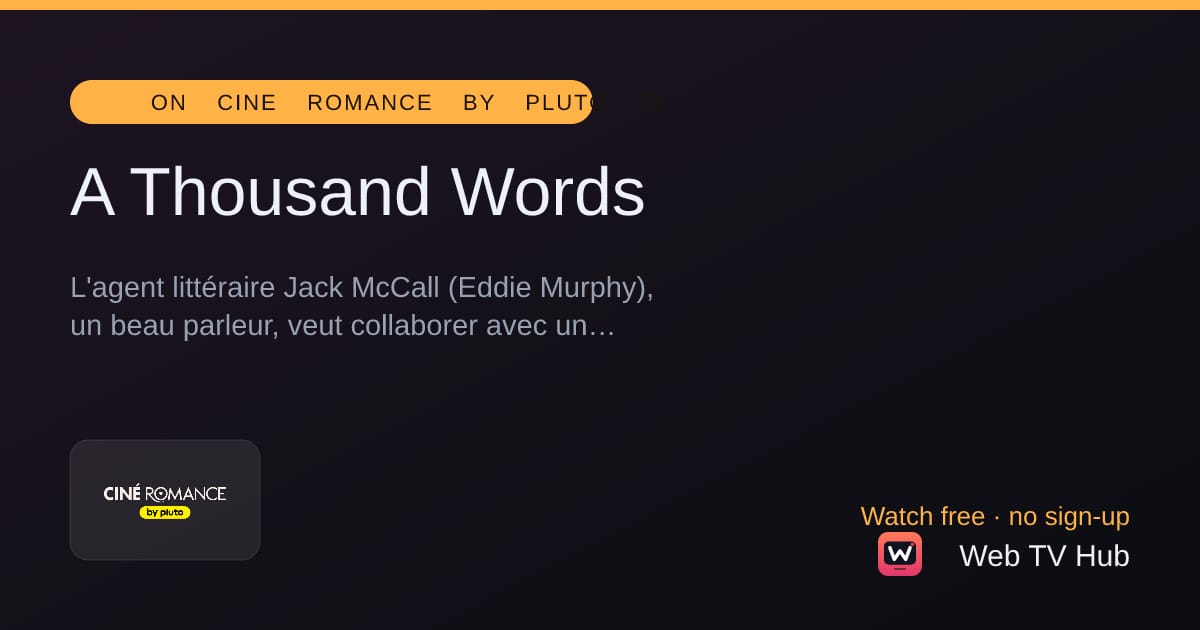 ON CINE ROMANCE BY PLUTO TV
A Thousand Words
L'agent littéraire Jack McCall (Eddie Murphy),
un beau parleur, veut collaborer avec un…
CINÉ ROMANCE
by pluto
Watch free · no sign-up
W
Web TV Hub